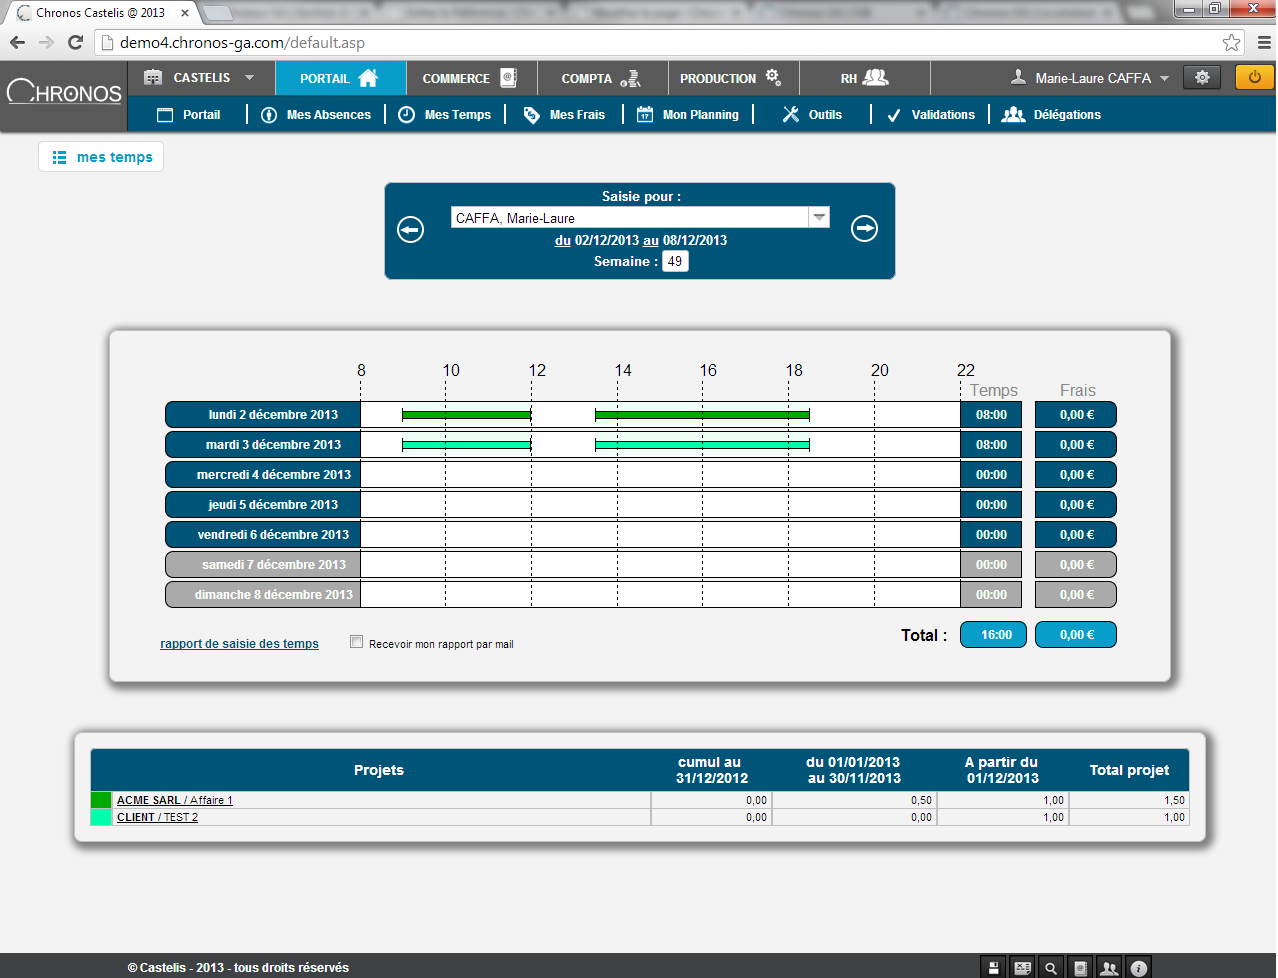 Chronos Castelis @ 2013
demo4.chronos-ga.com/default.asp
CHRONOS
CASTELIS
PORTAIL
COMMERCE
COMPTA
PRODUCTION
RH
Marie-Laure CAFFA
Portail
Mes Absences
Mes Temps
Mes Frais
17
Mon Planning
Outils
Validations
Délégations
mes temps
Saisie pour :
CAFFA, Marie-Laure
du 02/12/2013 au 08/12/2013
Semaine : 49
8 10 12 14 16 18 20 22
Temps Frais
lundi 2 décembre 2013 08:00 0,00 €
mardi 3 décembre 2013 08:00 0,00 €
mercredi 4 décembre 2013 00:00 0,00 €
jeudi 5 décembre 2013 00:00 0,00 €
vendredi 6 décembre 2013 00:00 0,00 €
samedi 7 décembre 2013 00:00 0,00 €
dimanche 8 décembre 2013 00:00 0,00 €
Total : 16:00 0,00 €
rapport de saisie des temps
Recevoir mon rapport par mail
Projets
cumul au
31/12/2012
du 01/01/2013
au 30/11/2013
A partir du
01/12/2013
Total projet
ACME SARL / Affaire 1 0,00 0,50 1,00 1,50
CLIENT / TEST 2 0,00 0,00 1,00 1,00
© Castelis - 2013 - tous droits réservés